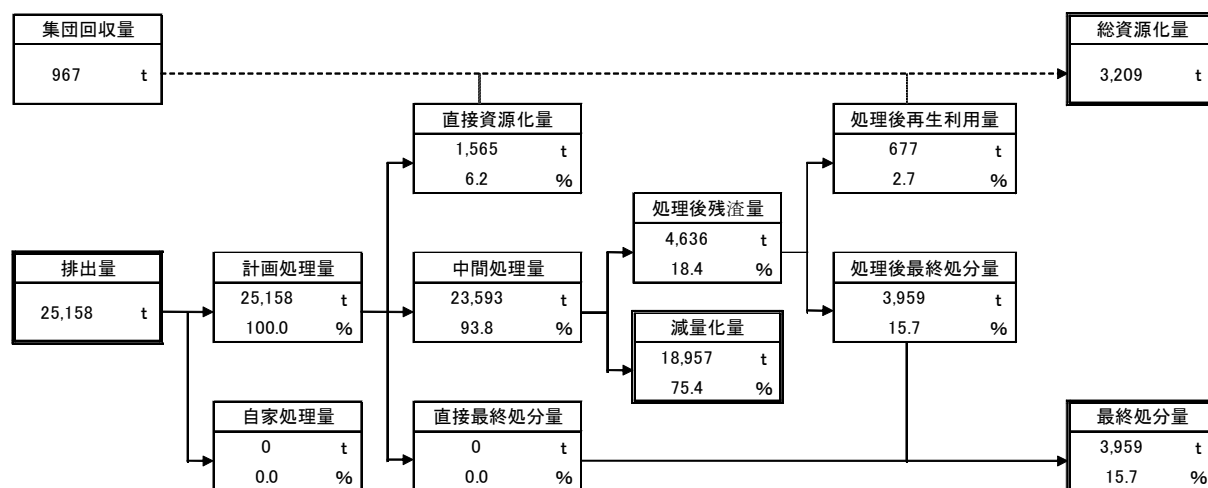 集団回収量
967 t
総資源化量
3,209 t
直接資源化量
1,565 t
6.2 %
処理後再生利用量
677 t
2.7 %
処理後残渣量
4,636 t
18.4 %
排出量
25,158 t
計画処理量
25,158 t
100.0 %
中間処理量
23,593 t
93.8 %
処理後最終処分量
3,959 t
15.7 %
減量化量
18,957 t
75.4 %
自家処理量
0 t
0.0 %
直接最終処分量
0 t
0.0 %
最終処分量
3,959 t
15.7 %